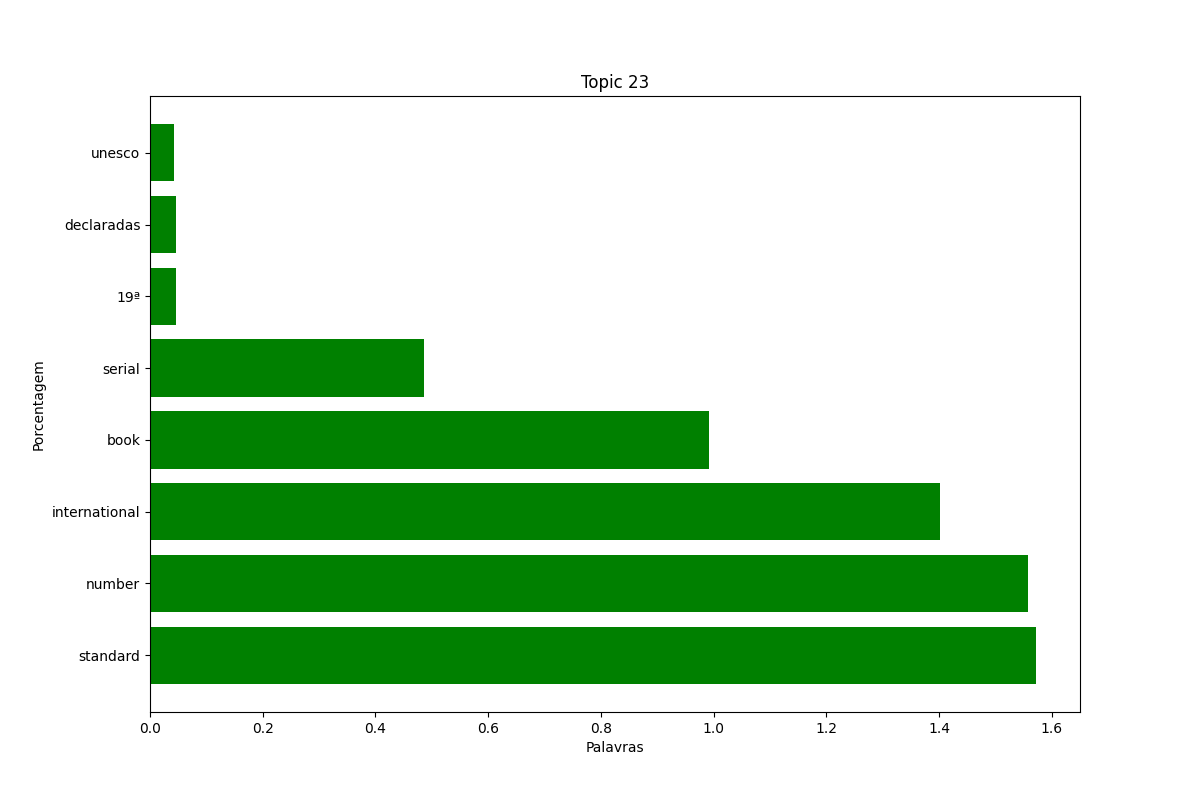 Topic 23
unesco
declaradas
19ª
serial
book
international
number
standard
Porcentagem
0.0 0.2 0.4 0.6 0.8 1.0 1.2 1.4 1.6
Palavras